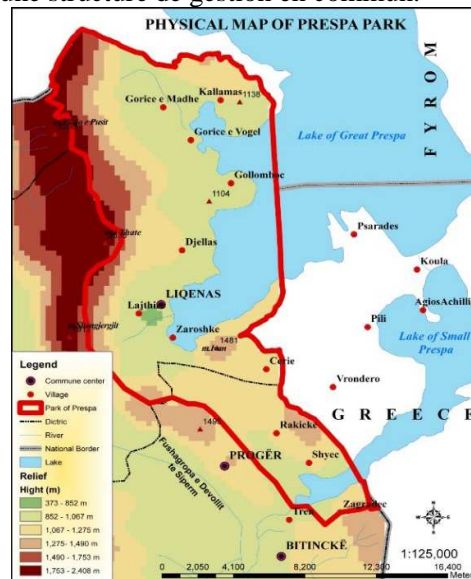 une structure de gestion en commun.
PHYSICAL MAP OF PRESPA PARK
FYROM
Kallamas
1138
Gorice e Madhe
Gorice e Vogel
Lake of Great Prespa
Gollomboc
1104
Psarades
Djellas
Koula
LIQENAS
Lajthiza
AgiosAchilli
Pili
Zaroshke
1481
Lake of Small
Prespa
Cerie
Vrondero
GREECE
Rakicke
149
Shyec
PROGËR
Fushagropa e Devollit
te Siperm
Zagradec
Tren
BITINCKË
Legend
Commune center
Village
Park of Prespa
Dictric
River
National Border
Lake
Relief
Hight (m)
373 - 852 m
852 - 1,067 m
1,067 - 1,275 m
1,275- 1,490 m
1,490 - 1,753 m
1,753 - 2,408 m
1:125,000
0 2,050 4,100 8,200 12,300 16,400
Meters